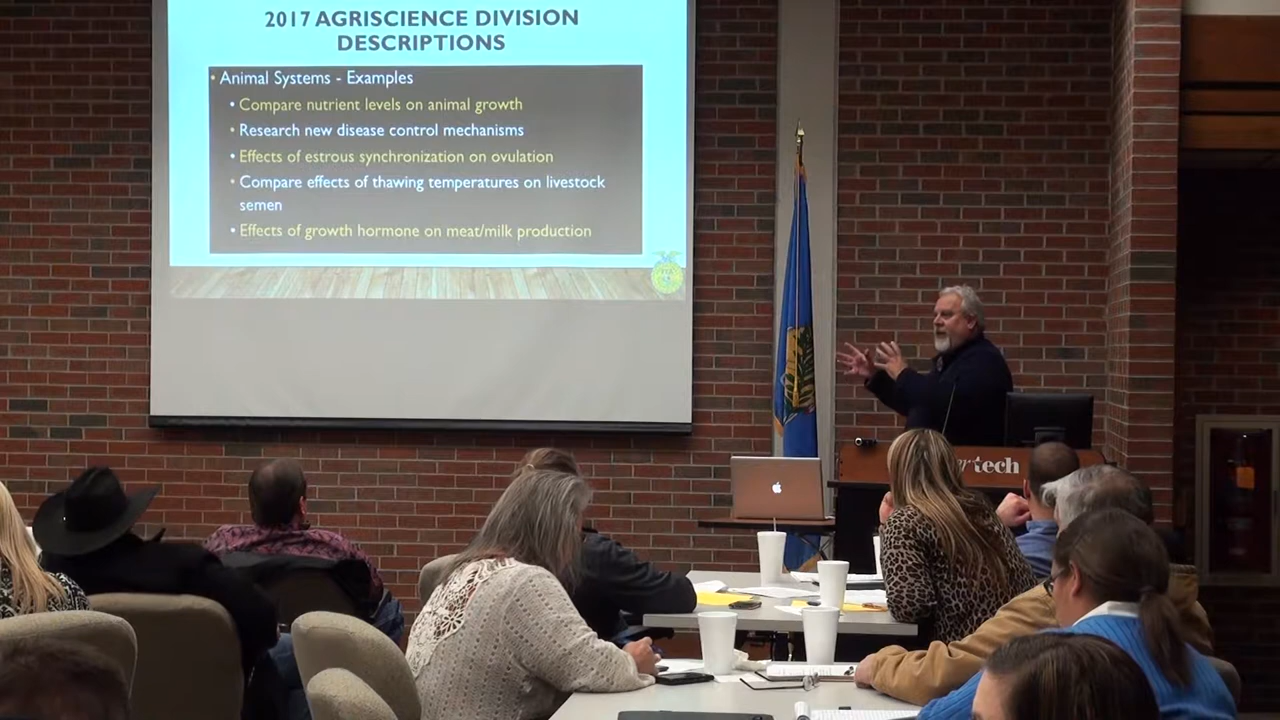 2017 AGRISCIENCE DIVISION
DESCRIPTIONS
• Animal Systems - Examples
• Compare nutrient levels on animal growth
• Research new disease control mechanisms
• Effects of estrous synchronization on ovulation
• Compare effects of thawing temperatures on livestock
semen
• Effects of growth hormone on meat/milk production
tech